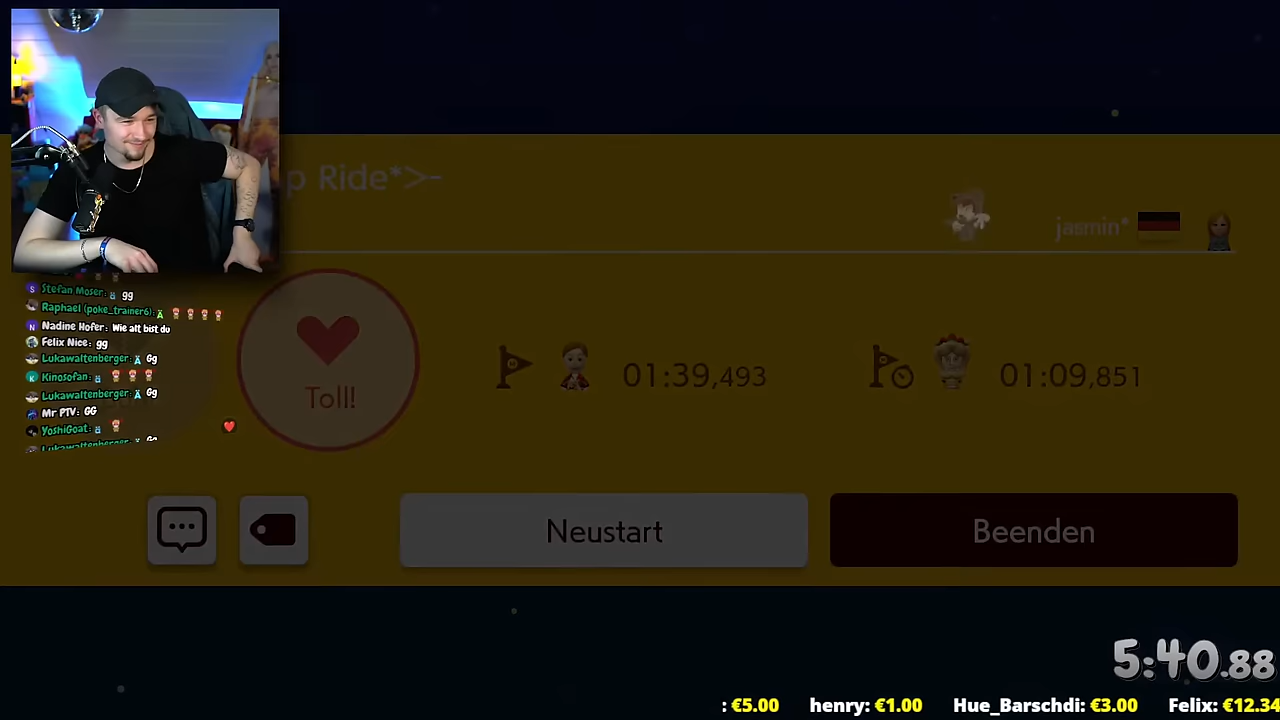 p Ride*>-
jasmin*
Stefan Moser: gg
Raphael (poke_trainer6):
Nadine Hofer: Wie alt bist du
Felix Nice: gg
Lukawaltenberger: Gg
Kinosofan:
Lukawaltenberger: Gg
Mr PTV: GG
YoshiGoat:
Lukawaltenberger: Gg
Toll!
01:39,493
01:09,851
Neustart
Beenden
5:40.88
: €5.00 henry: €1.00 Hue_Barschdi: €3.00 Felix: €12.34